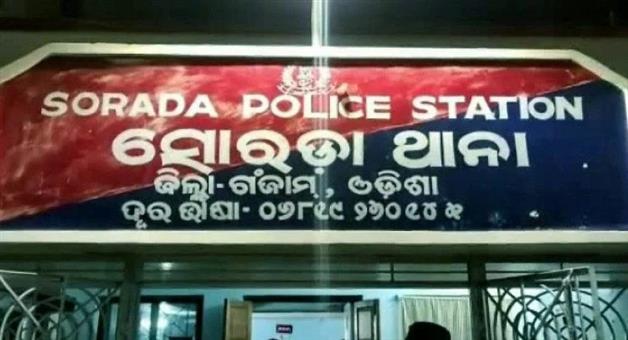 SORADA POLICE STATION
ସୋରଡ଼ା ଥାନା
ଜିଲ୍ଲା-ଗଂଜାମ, ଓଡ଼ିଶା
ଦୂର ଭାଷା-